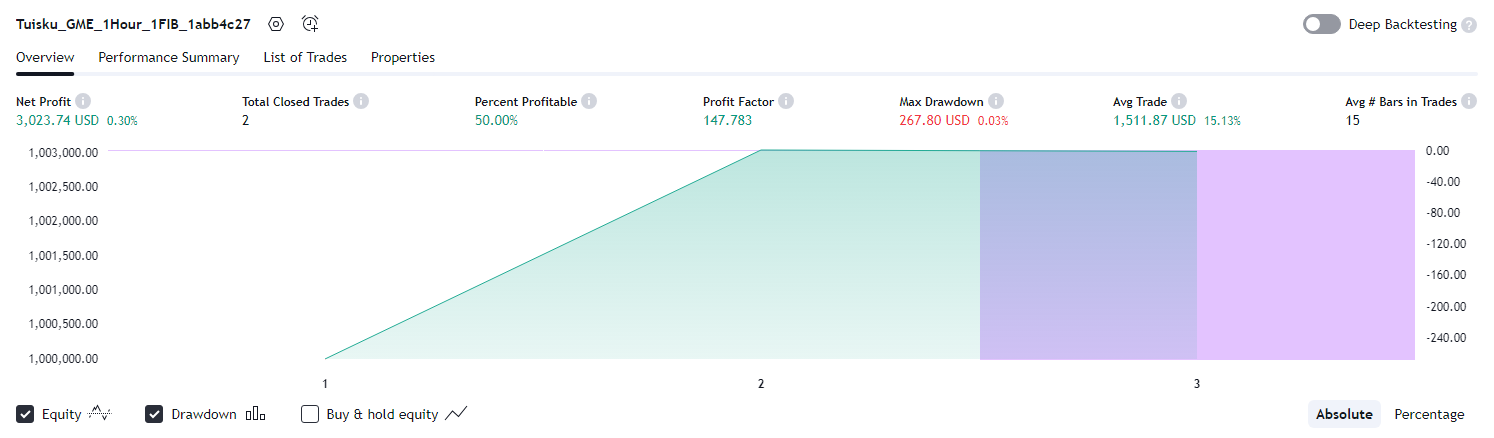 Tuisku_GME_1Hour_1FIB_1abb4c27 Deep Backtesting ?
Overview Performance Summary List of Trades Properties
Net Profit i Total Closed Trades i Percent Profitable i Profit Factor i Max Drawdown i Avg Trade i Avg # Bars in Trades i
3,023.74 USD 0.30% 2 50.00% 147.783 267.80 USD 0.03% 1,511.87 USD 15.13% 15
1,003,000.00 0.00
1,002,500.00 -40.00
1,002,000.00 -80.00
1,001,500.00 -120.00
1,001,000.00 -160.00
1,000,500.00 -200.00
1,000,000.00 -240.00
1 2 3
Equity Drawdown Buy & hold equity Absolute Percentage